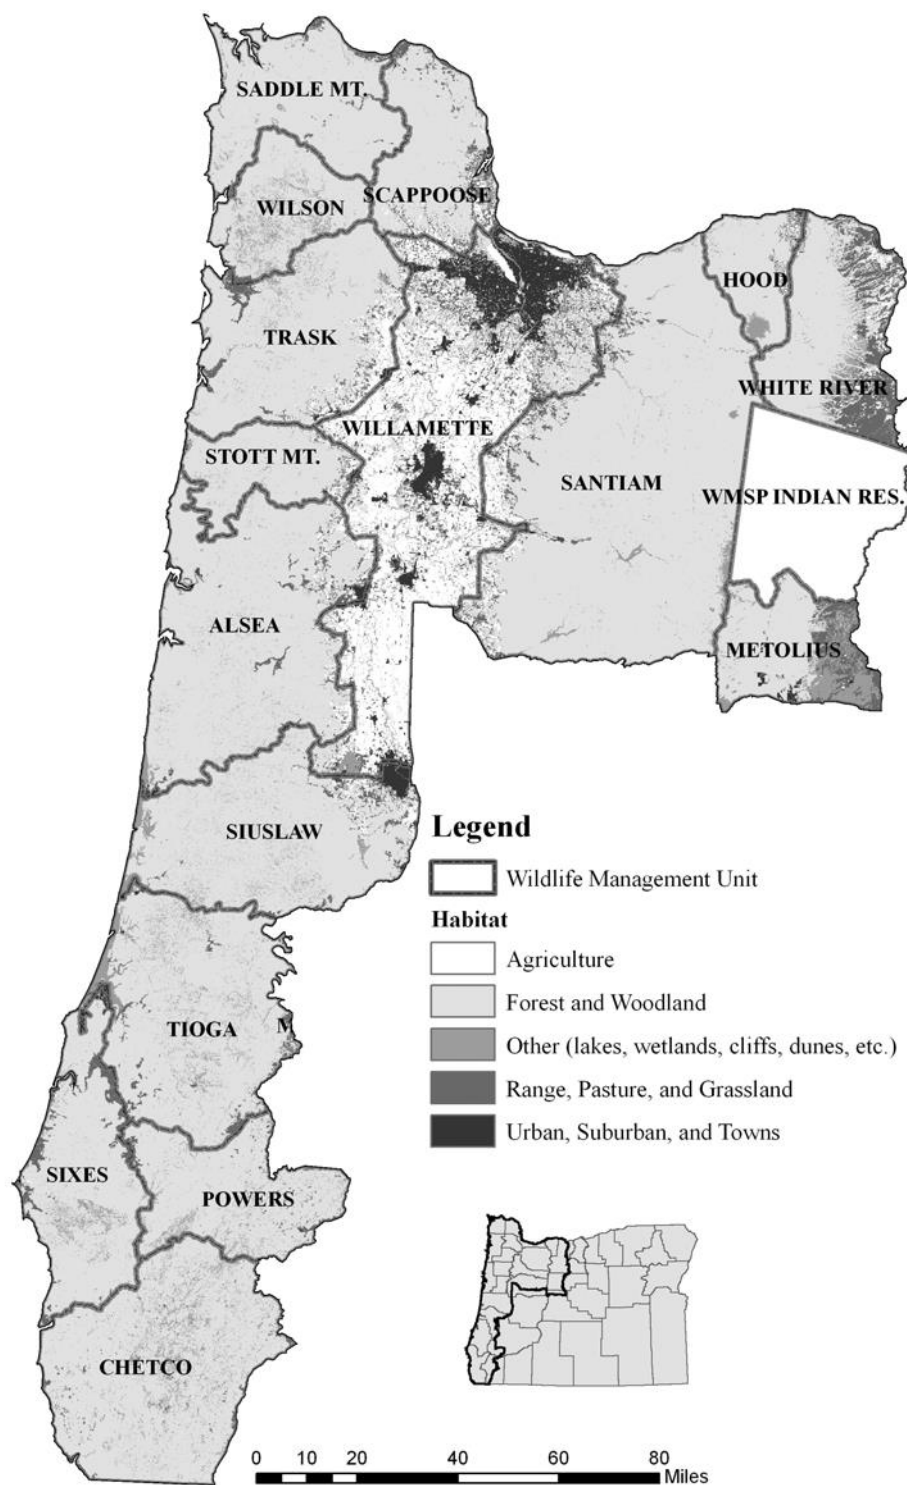 SADDLE MT.
SCAPPOOSE
WILSON
HOOD
TRASK
WHITE RIVER
WILLAMETTE
STOTT MT.
SANTIAM
WMSP INDIAN RES.
ALSEA
METOLIUS
SIUSLAW
Legend
Wildlife Management Unit
Habitat
Agriculture
Forest and Woodland
Other (lakes, wetlands, cliffs, dunes, etc.)
Range, Pasture, and Grassland
Urban, Suburban, and Towns
TIOGA
M
SIXES
POWERS
CHETCO
0 10 20 40 60 80
Miles